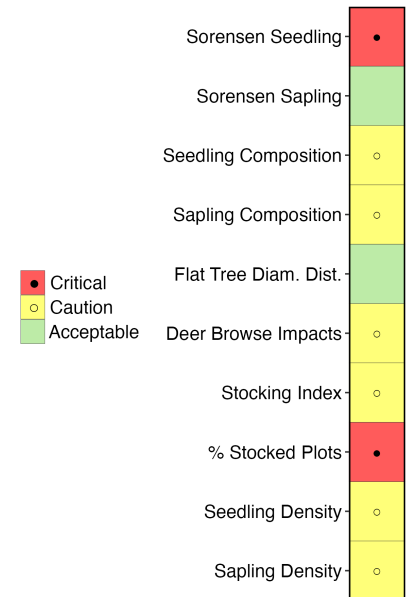 Sorensen Seedling
Sorensen Sapling
Seedling Composition
Sapling Composition
Flat Tree Diam. Dist.
Deer Browse Impacts
Stocking Index
% Stocked Plots
Seedling Density
Sapling Density
Critical
Caution
Acceptable